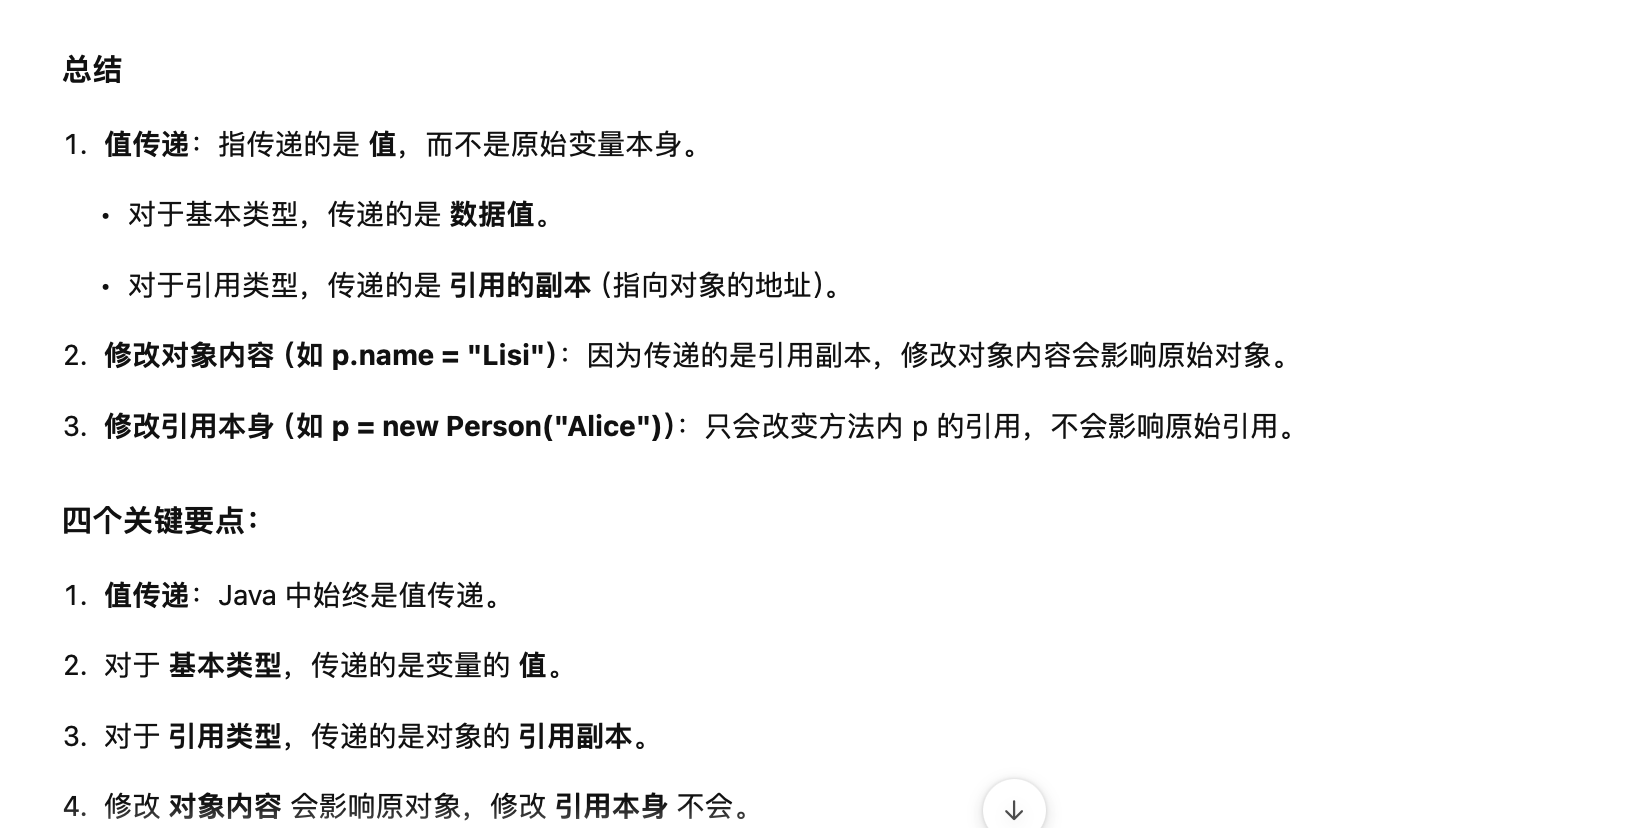 总结
1. 值传递：指传递的是 值，而不是原始变量本身。
• 对于基本类型，传递的是 数据值。
• 对于引用类型，传递的是 引用的副本（指向对象的地址）。
2. 修改对象内容（如 p.name = "Lisi"）：因为传递的是引用副本，修改对象内容会影响原始对象。
3. 修改引用本身（如 p = new Person("Alice")）：只会改变方法内 p 的引用，不会影响原始引用。
四个关键要点：
1. 值传递：Java 中始终是值传递。
2. 对于 基本类型，传递的是变量的 值。
3. 对于 引用类型，传递的是对象的 引用副本。
4. 修改 对象内容 会影响原对象，修改 引用本身 不会。